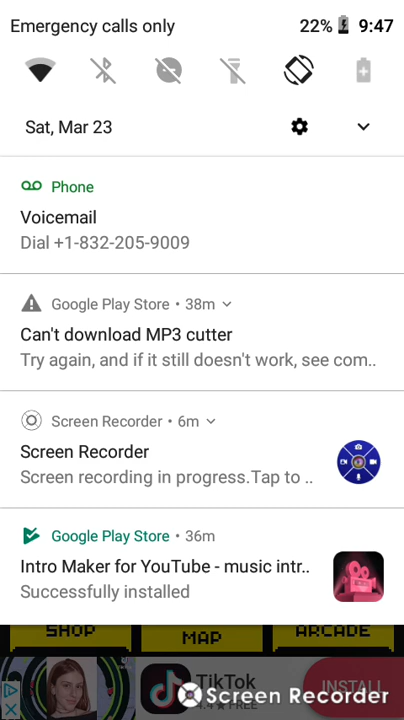 Emergency calls only 22% 9:47
Sat, Mar 23
Phone
Voicemail
Dial +1-832-205-9009
Google Play Store • 38m
Can't download MP3 cutter
Try again, and if it still doesn't work, see com..
Screen Recorder • 6m
Screen Recorder
Screen recording in progress.Tap to ..
Google Play Store • 36m
Intro Maker for YouTube - music intr..
Successfully installed
SHOP MAP ARCADE
TikTok
4.4★FREE
INSTALL
Screen Recorder